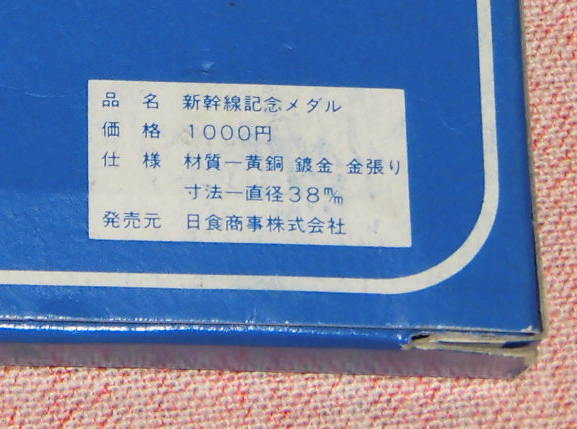 品 名 新幹線記念メダル
価 格 1000円
仕 様 材質一黄銅 鍍金 金張り
寸法一直径38㎜
発売元 日食商事株式会社